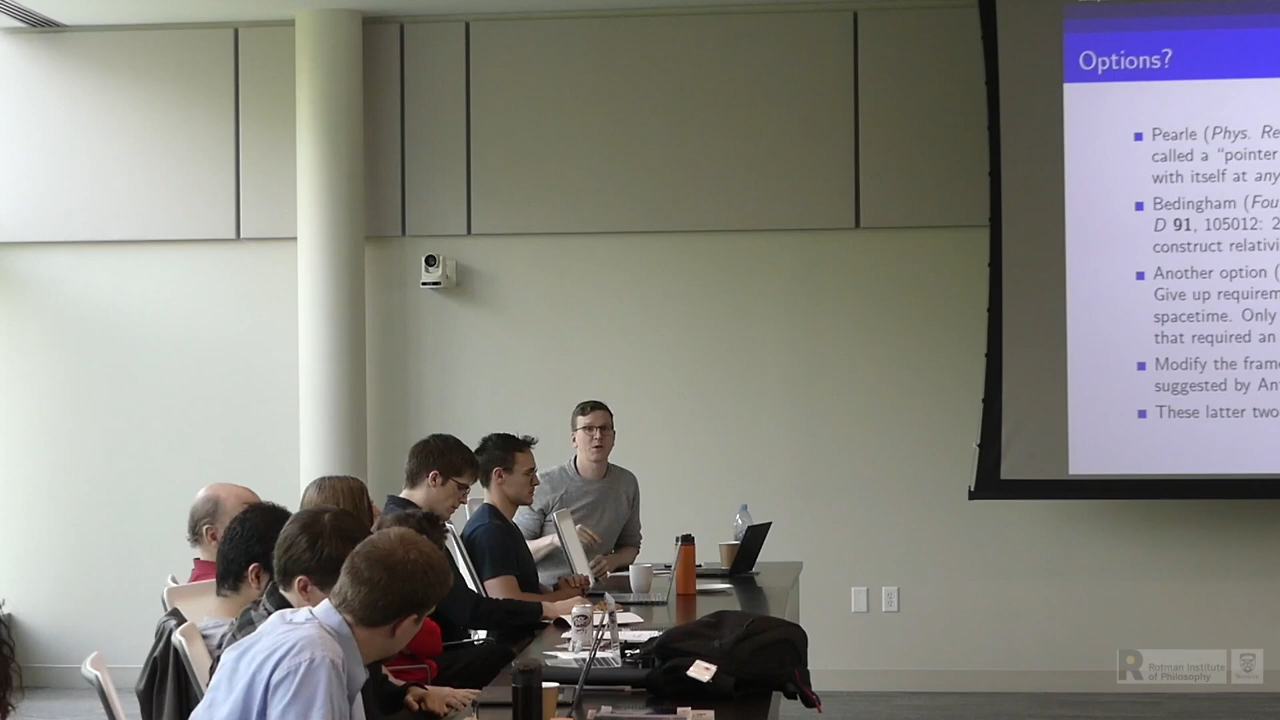 Options?
Pearle (Phys. Re
called a "pointer
with itself at any
Bedingham (Fou
D 91, 105012: 2
construct relativi
Another option (
Give up requirem
spacetime. Only
that required an
Modify the frame
suggested by An
These latter two
R Rotman Institute
of Philosophy